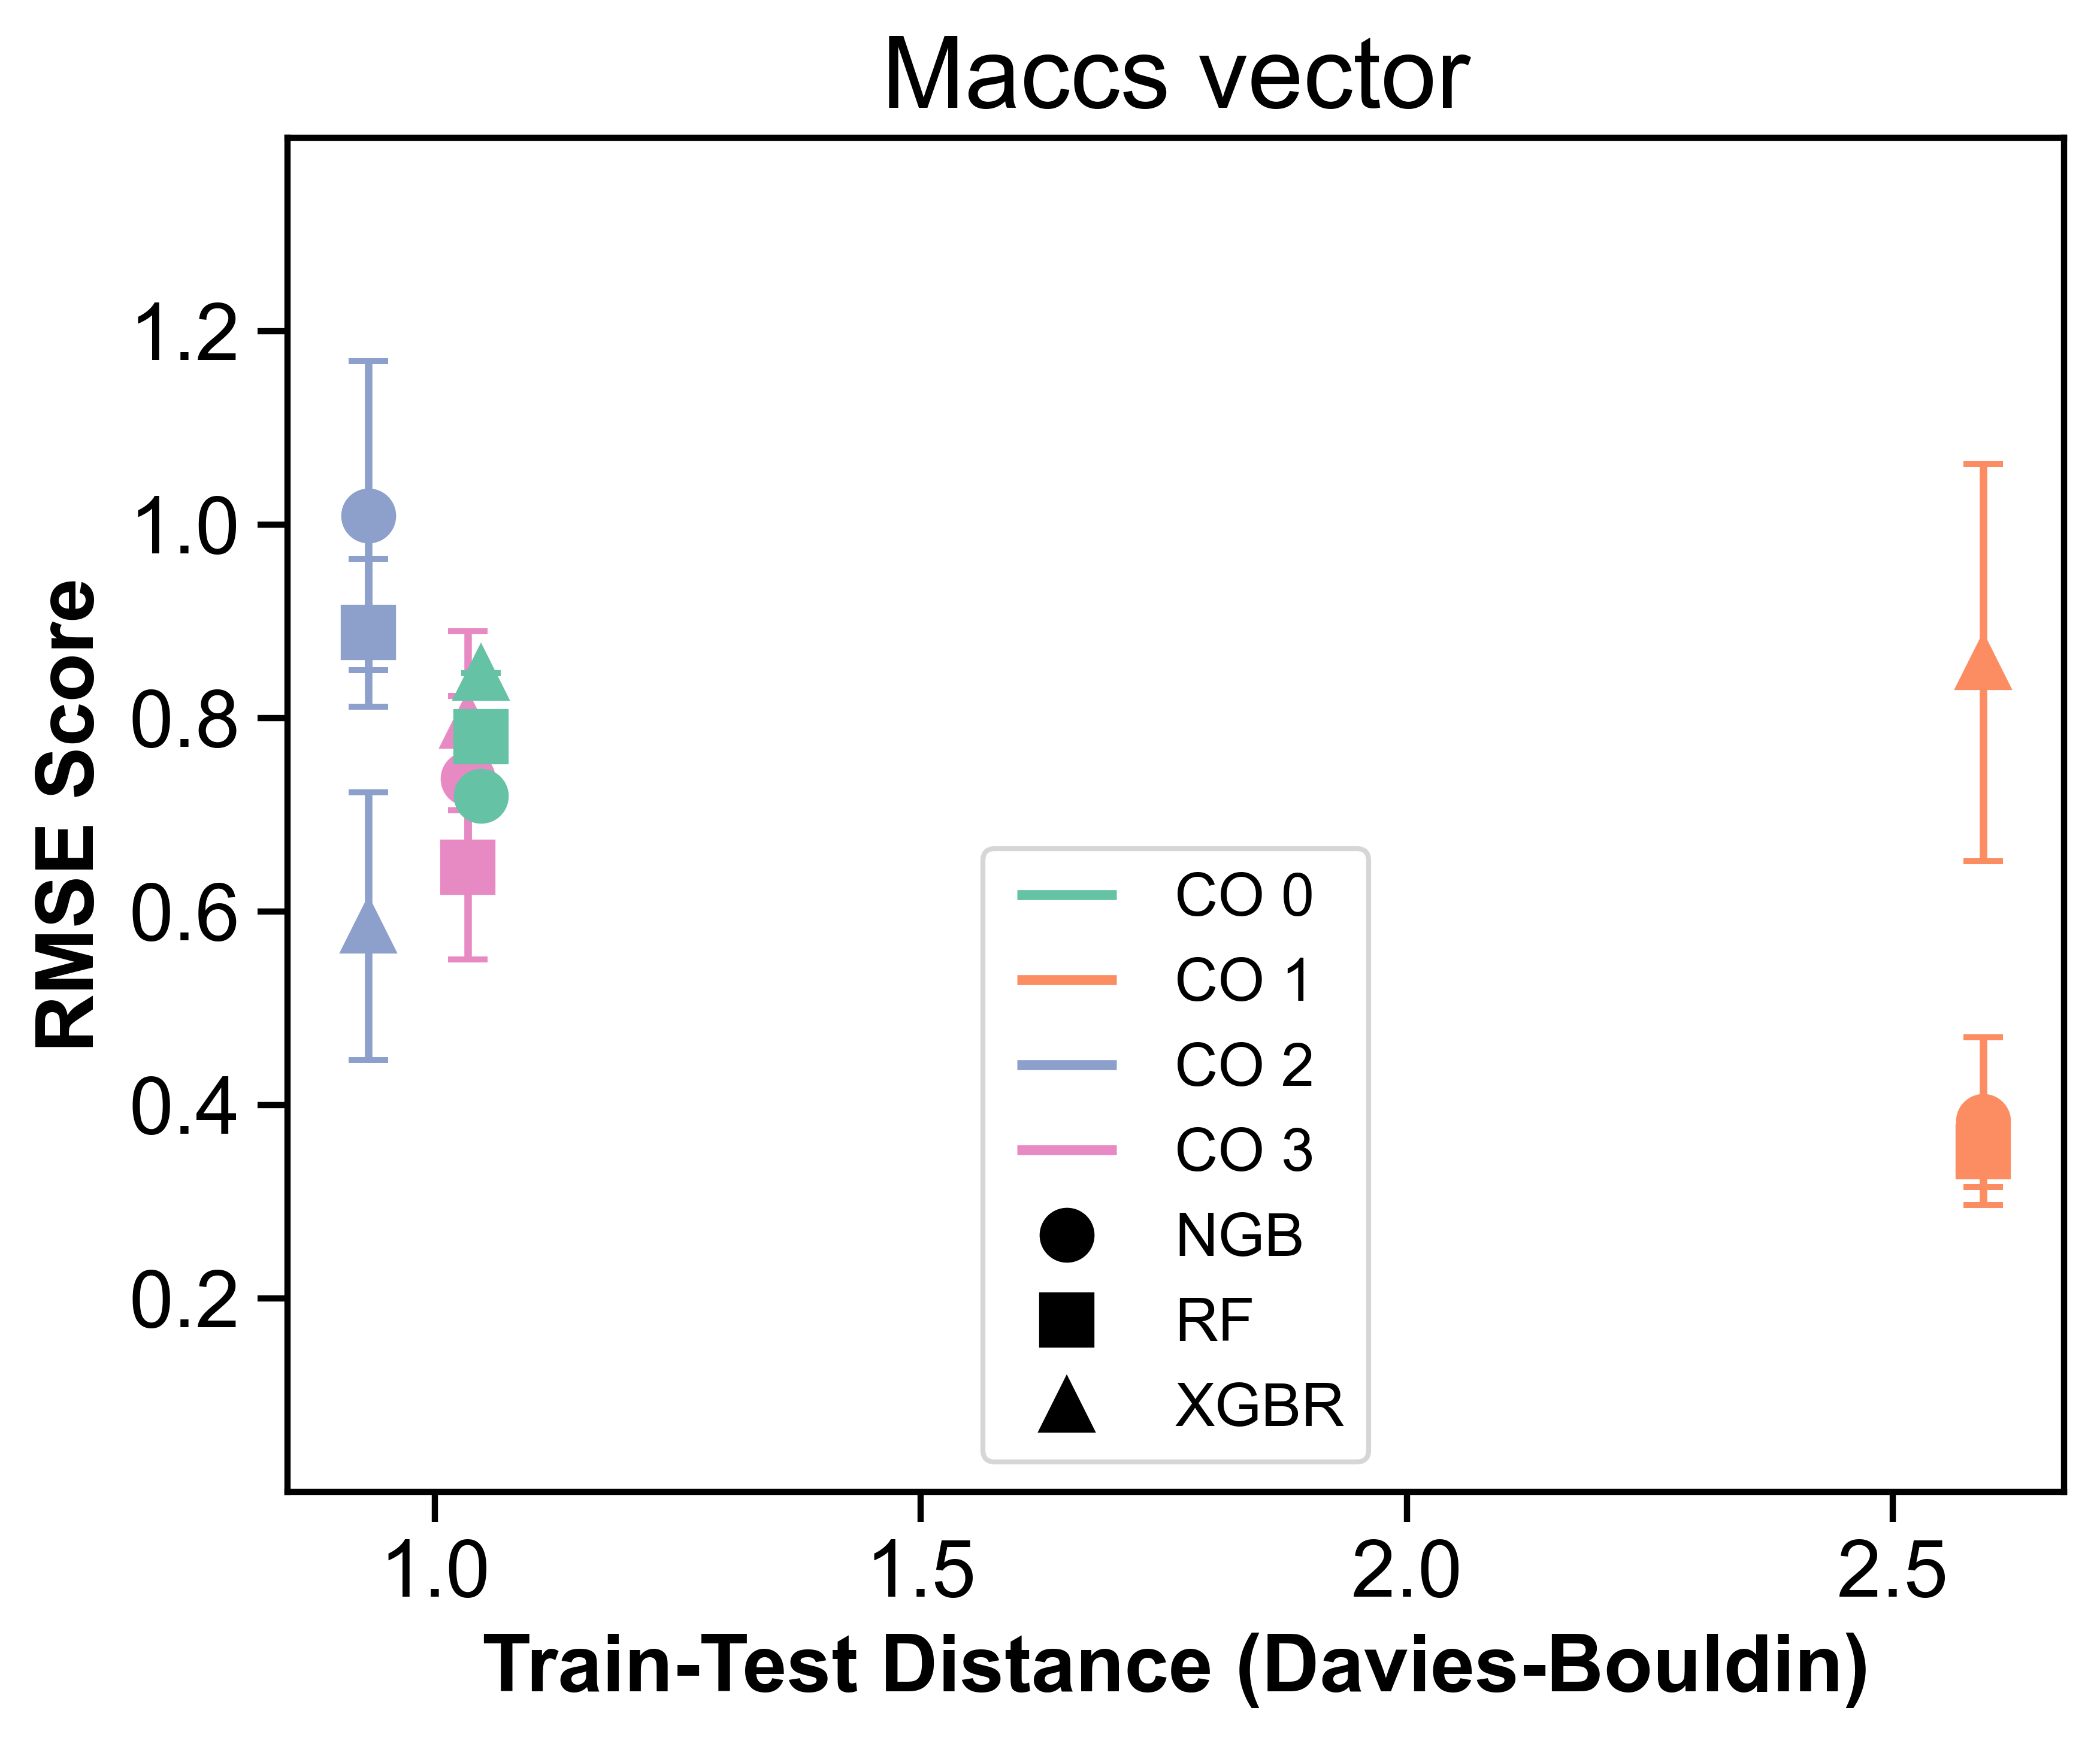 Maccs vector
RMSE Score
1.2
1.0
0.8
0.6
0.4
0.2
CO 0
CO 1
CO 2
CO 3
NGB
RF
XGBR
1.0
1.5
2.0
2.5
Train-Test Distance (Davies-Bouldin)